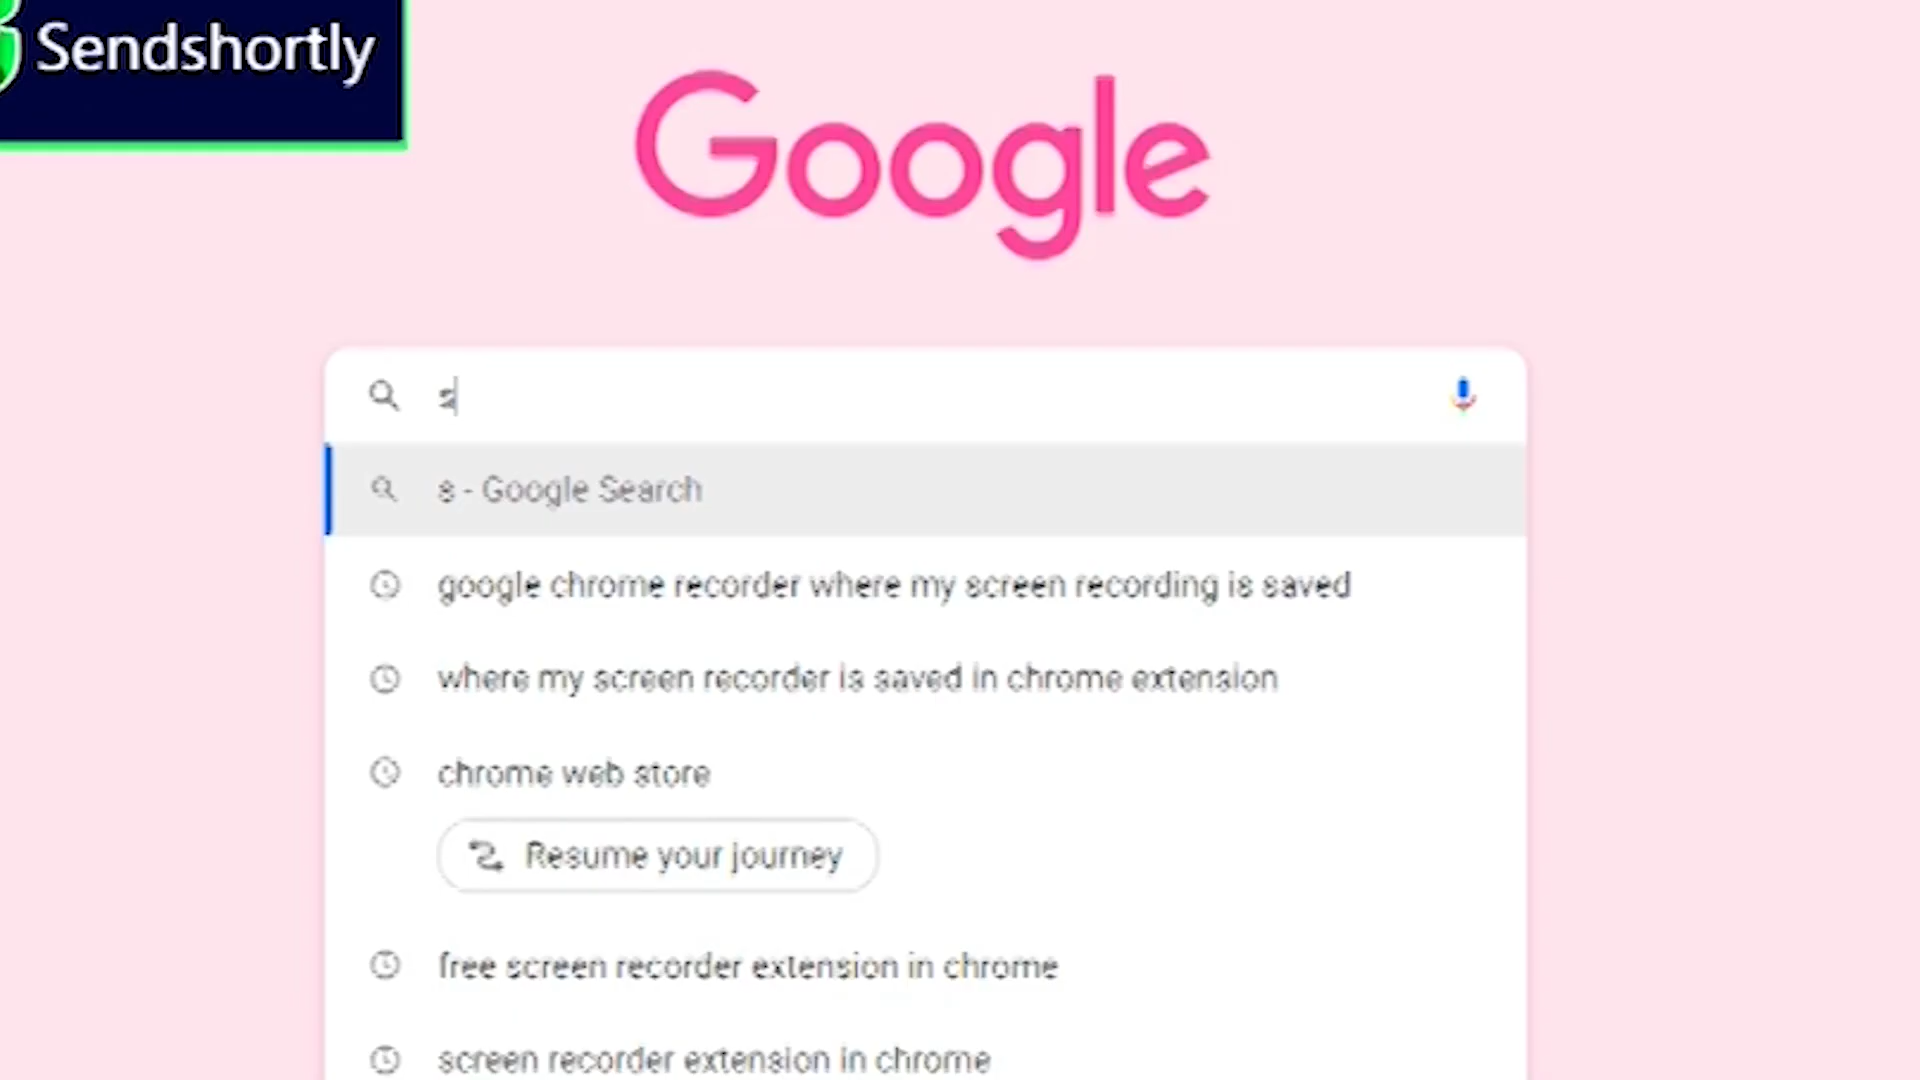 Sendshortly
Google
s
s - Google Search
google chrome recorder where my screen recording is saved
where my screen recorder is saved in chrome extension
chrome web store
Resume your journey
free screen recorder extension in chrome
screen recorder extension in chrome